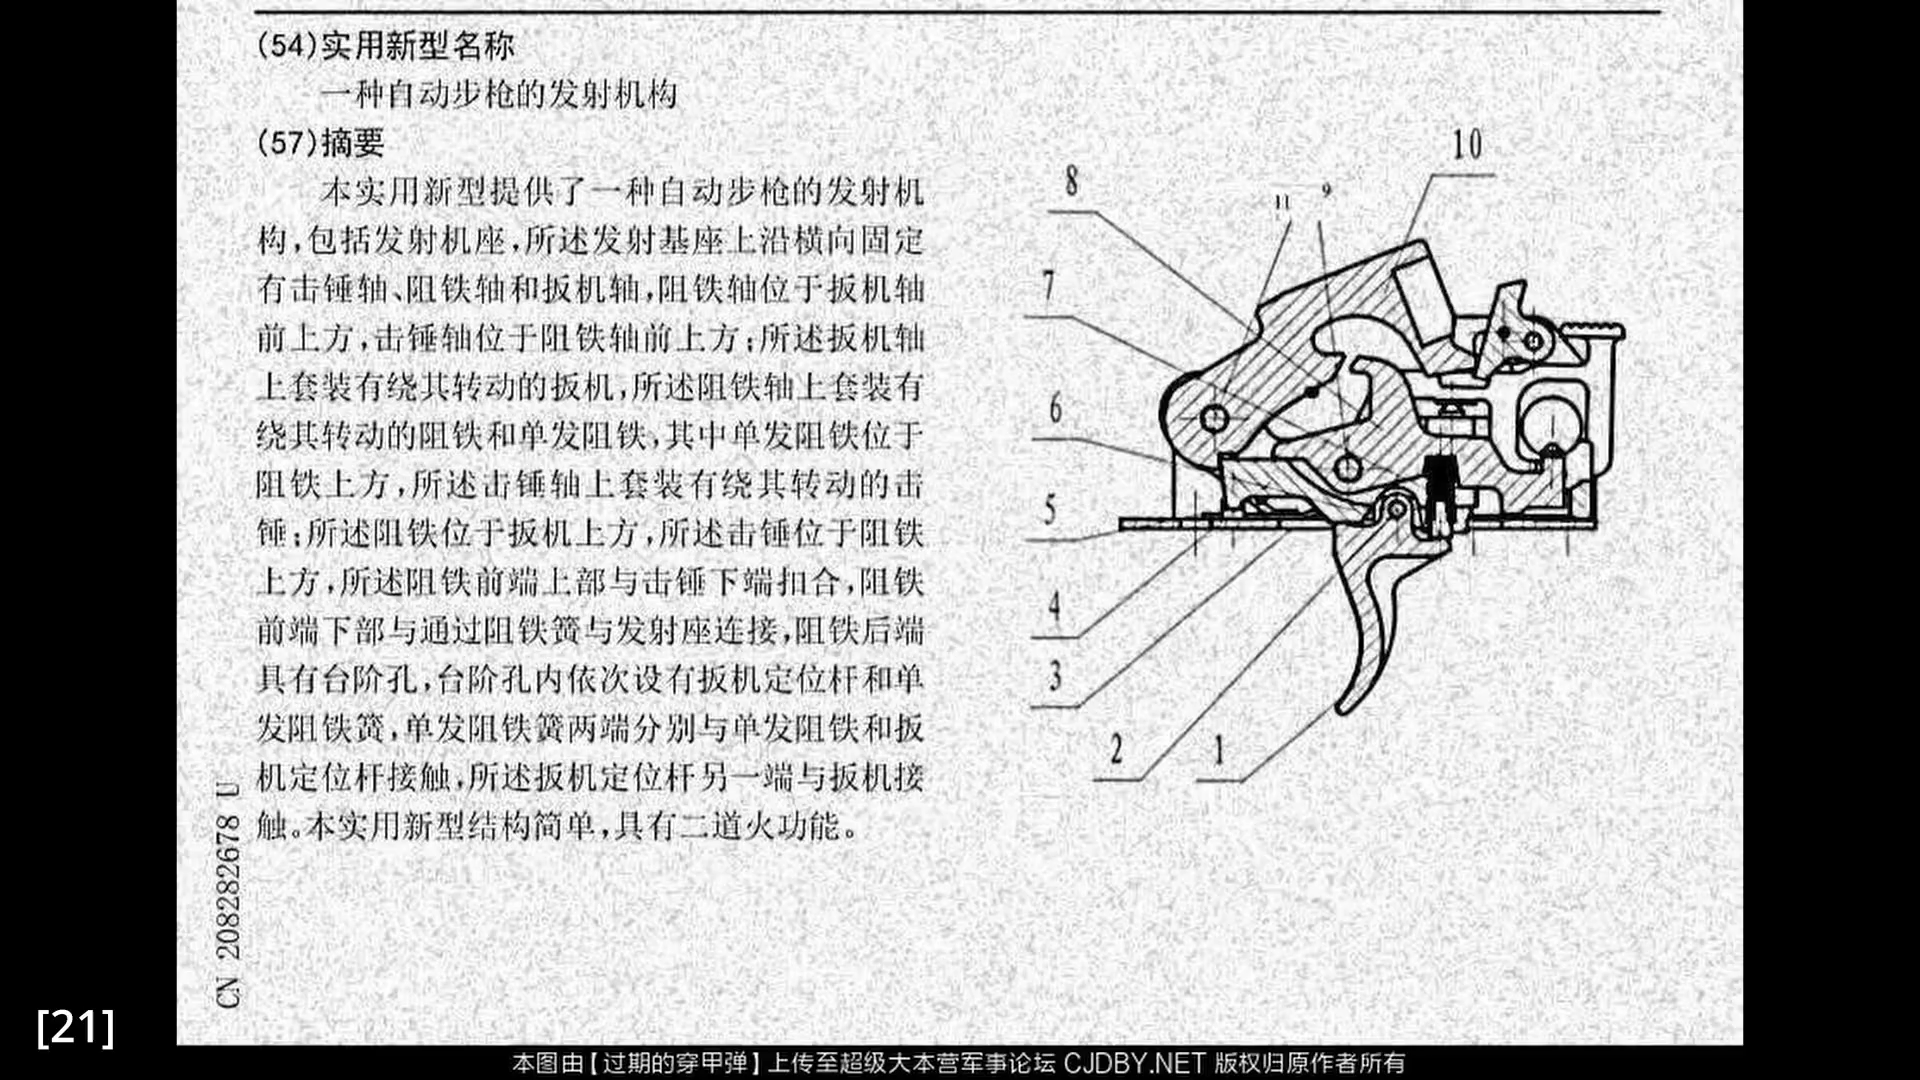 (54)实用新型名称
一种自动步枪的发射机构
(57)摘要
本实用新型提供了一种自动步枪的发射机
构,包括发射机座,所述发射基座上沿横向固定
有击锤轴、阻铁轴和扳机轴,阻铁轴位于扳机轴
前上方,击锤轴位于阻铁轴前上方;所述扳机轴
上套装有绕其转动的扳机,所述阻铁轴上套装有
绕其转动的阻铁和单发阻铁,其中单发阻铁位于
阻铁上方,所述击锤轴上套装有绕其转动的击
锤;所述阻铁位于扳机上方,所述击锤位于阻铁
上方,所述阻铁前端上部与击锤下端扣合,阻铁
前端下部与通过阻铁簧与发射座连接,阻铁后端
具有台阶孔,台阶孔内依次设有扳机定位杆和单
发阻铁簧,单发阻铁簧两端分别与单发阻铁和扳
机定位杆接触,所述扳机定位杆另一端与扳机接
触。本实用新型结构简单,具有二道火功能。
CN 208282678 U
10
8
11
9
7
6
5
4
3
2
1
[21]
本图由【过期的穿甲弹】上传至超级大本营军事论坛 CJDBY.NET 版权归原作者所有